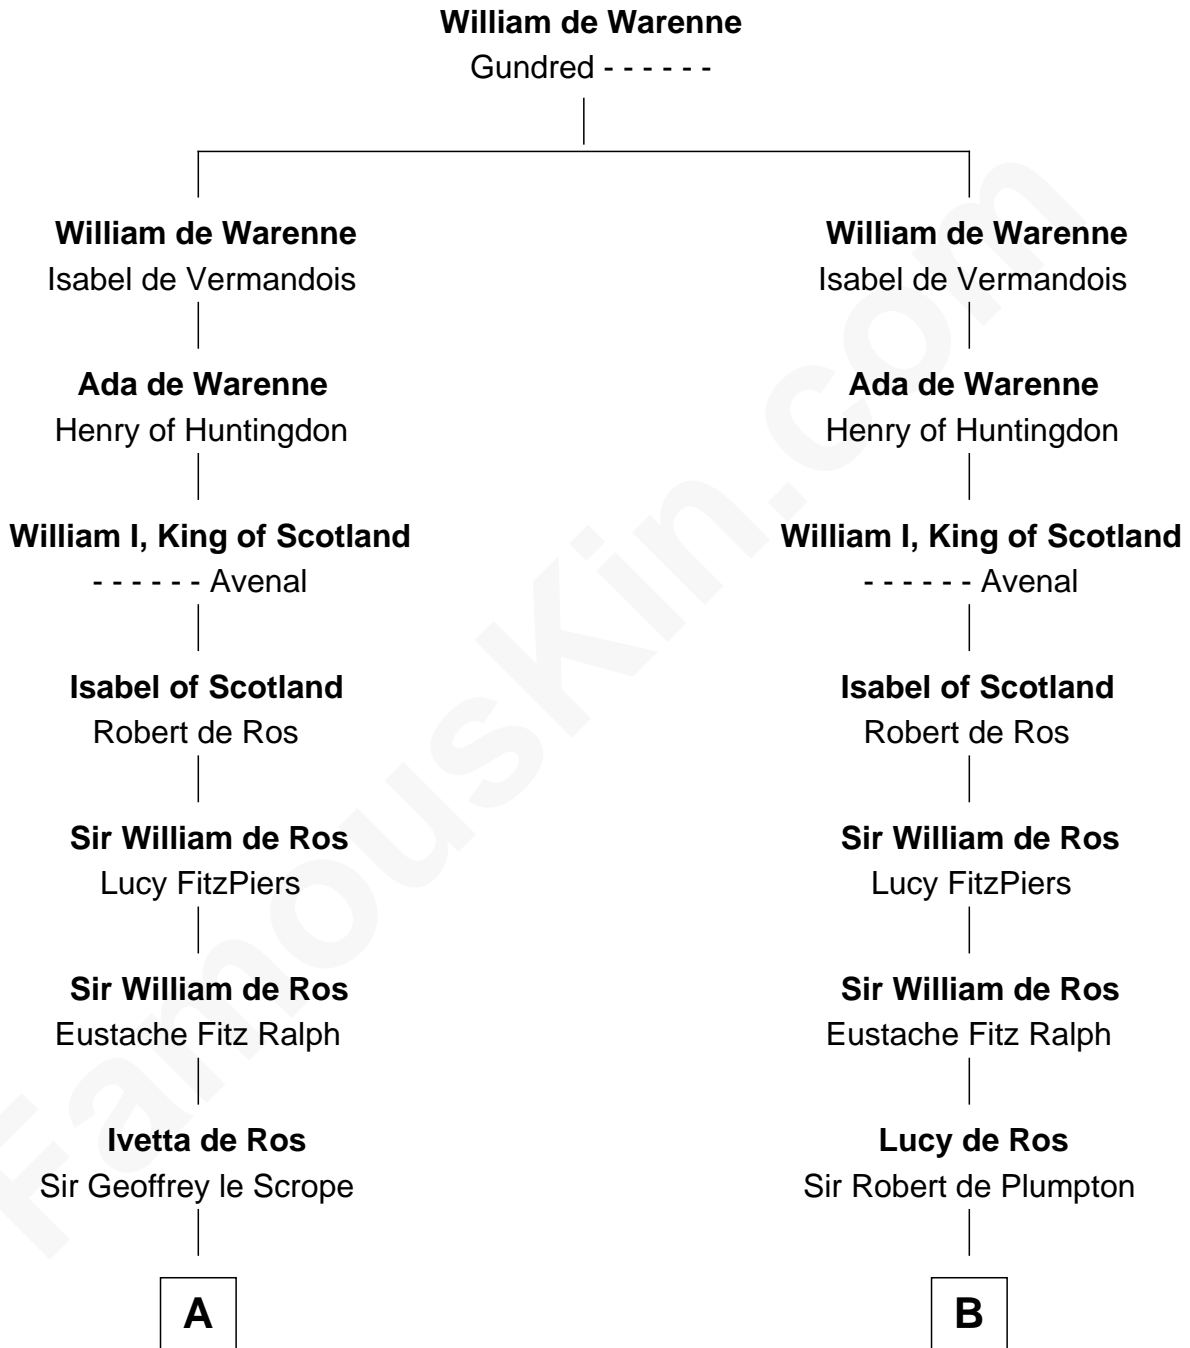 William de Warenne
Gundred - - - - - -
William de Warenne
Isabel de Vermandois
William de Warenne
Isabel de Vermandois
Ada de Warenne
Henry of Huntingdon
Ada de Warenne
Henry of Huntingdon
William I, King of Scotland
- - - - - - Avenal
William I, King of Scotland
- - - - - - Avenal
Isabel of Scotland
Robert de Ros
Isabel of Scotland
Robert de Ros
Sir William de Ros
Lucy FitzPiers
Sir William de Ros
Lucy FitzPiers
Sir William de Ros
Eustache Fitz Ralph
Sir William de Ros
Eustache Fitz Ralph
Ivetta de Ros
Sir Geoffrey le Scrope
Lucy de Ros
Sir Robert de Plumpton
A
B
FamousKin.com